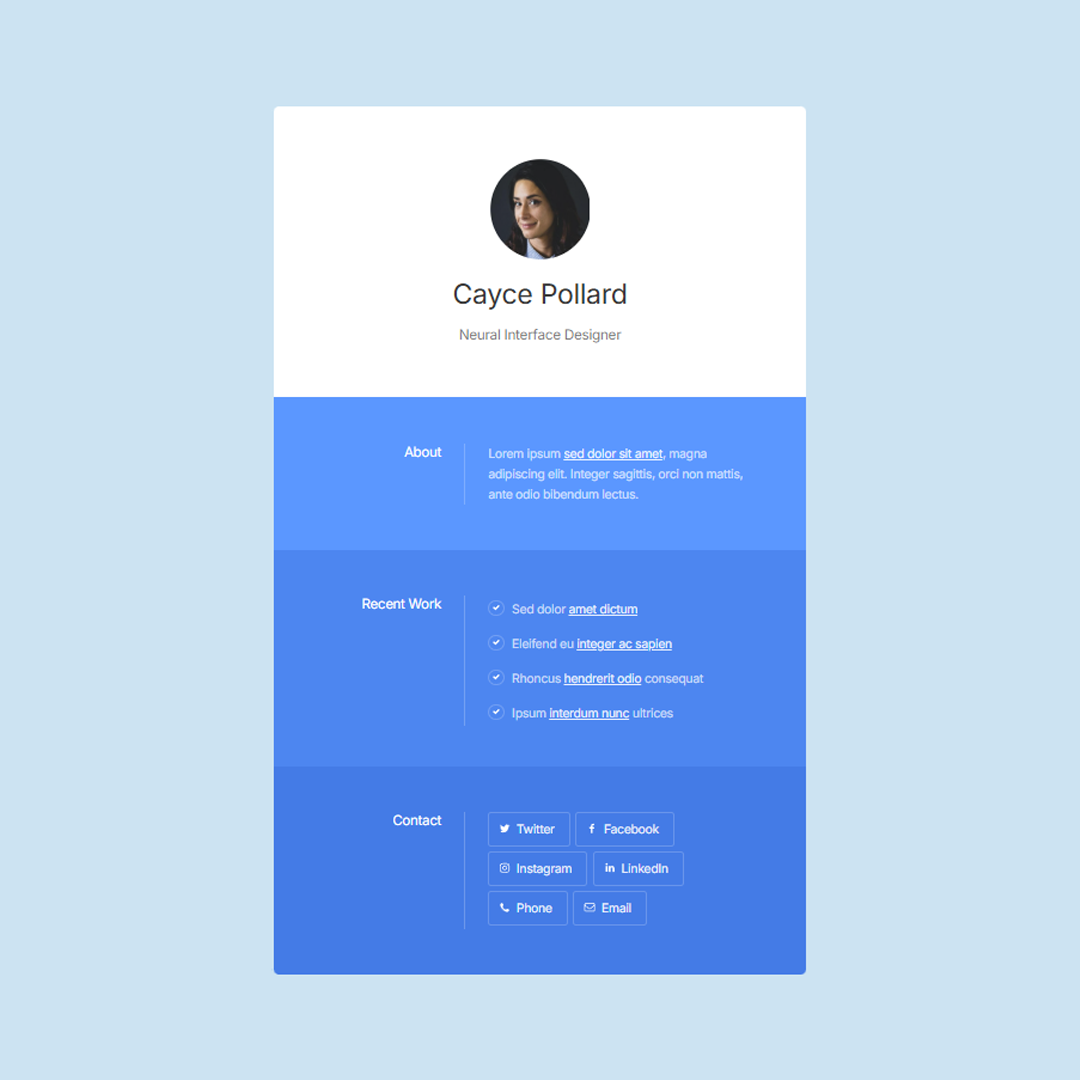 Cayce Pollard
Neural Interface Designer
About
Lorem ipsum sed dolor sit amet, magna
adipiscing elit. Integer sagittis, orci non mattis,
ante odio bibendum lectus.
Recent Work
Sed dolor amet dictum
Eleifend eu integer ac sapien
Rhoncus hendrerit odio consequat
Ipsum interdum nunc ultrices
Contact
Twitter Facebook
Instagram LinkedIn
Phone Email